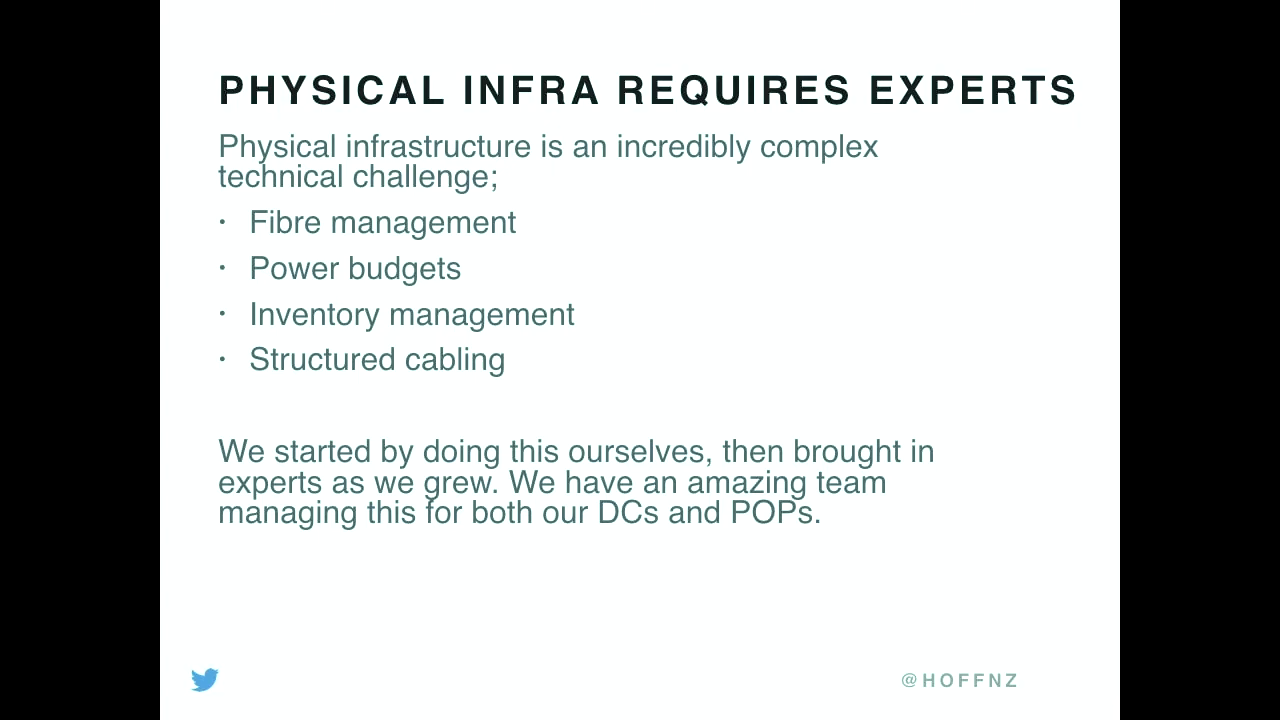 PHYSICAL INFRA REQUIRES EXPERTS
Physical infrastructure is an incredibly complex
technical challenge;
· Fibre management
· Power budgets
· Inventory management
· Structured cabling
We started by doing this ourselves, then brought in
experts as we grew. We have an amazing team
managing this for both our DCs and POPs.
@HOFFNZ